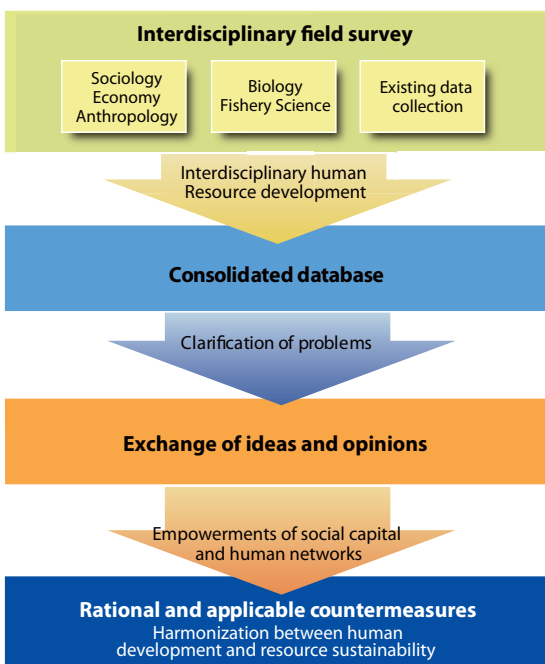 Interdisciplinary field survey
Sociology
Economy
Anthropology
Biology
Fishery Science
Existing data
collection
Interdisciplinary human
Resource development
Consolidated database
Clarification of problems
Exchange of ideas and opinions
Empowerments of social capital
and human networks
Rational and applicable countermeasures
Harmonization between human
development and resource sustainability